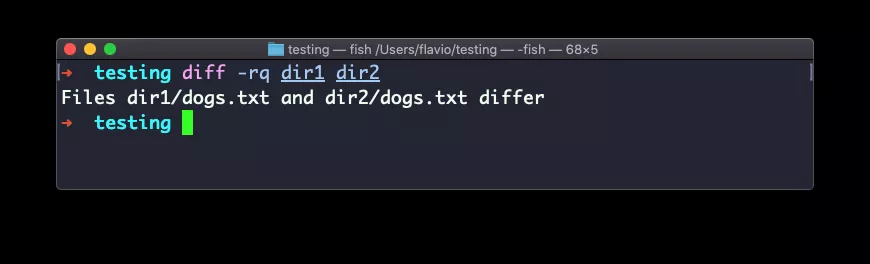 testing — fish /Users/flavio/testing — -fish — 68×5
➜ testing diff -rq dir1 dir2
Files dir1/dogs.txt and dir2/dogs.txt differ
➜ testing